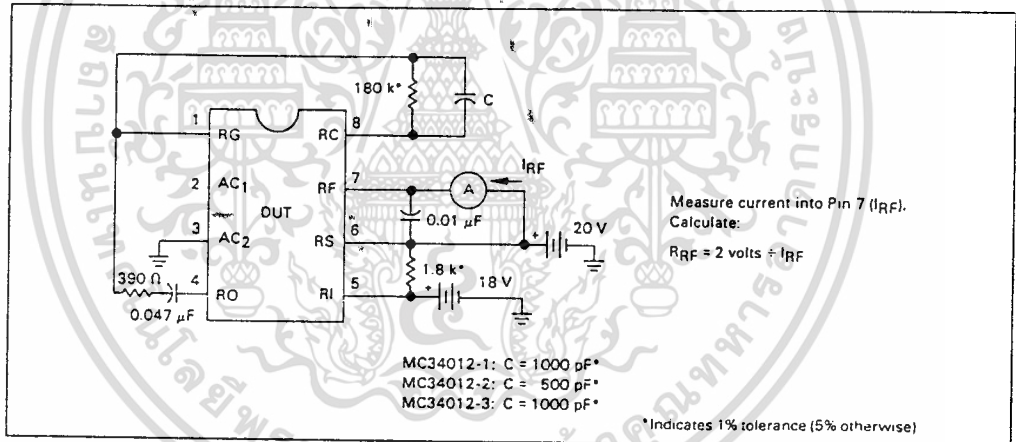 180 k*
C
1
RG
RC
8
2
AC1
RF
7
IRF
A
DUT
0.01 μF
3
AC2
RS
6
+
20 V
1.8 k*
390 Ω
4
RO
RI
5
+
18 V
0.047 μF
Measure current into Pin 7 (IRF).
Calculate:
RRF = 2 volts ÷ IRF
MC34012-1: C = 1000 pF*
MC34012-2: C = 500 pF*
MC34012-3: C = 1000 pF*
*Indicates 1% tolerance (5% otherwise)